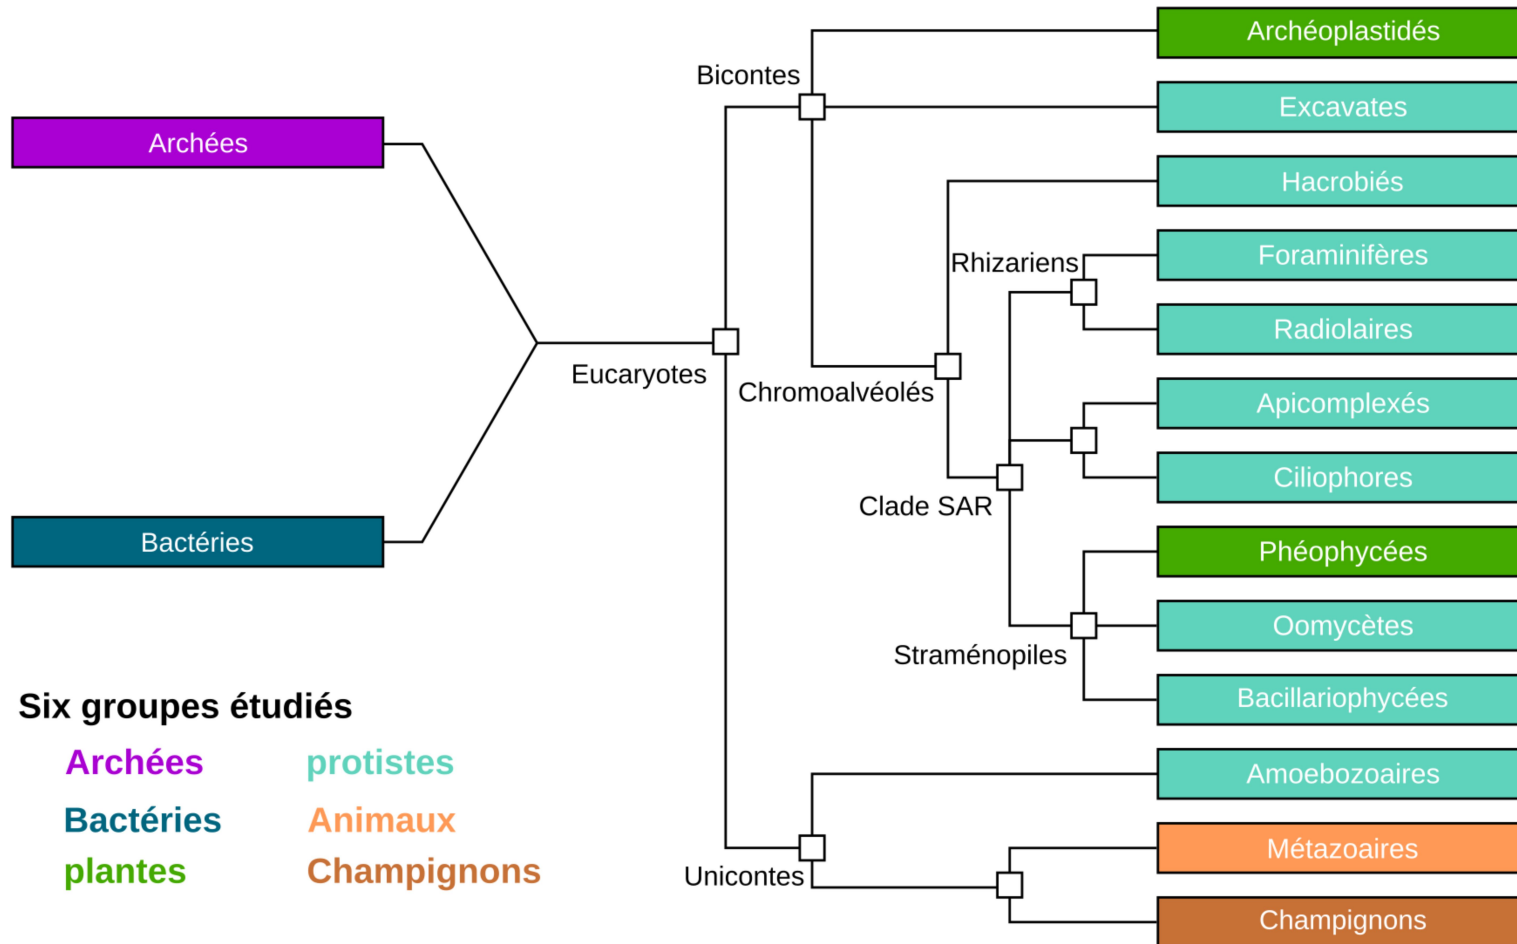 Archéoplastidés
Bicontes
Excavates
Archées
Hacrobiés
Foraminifères
Rhizariens
Radiolaires
Eucaryotes
Chromoalvéolés
Apicomplexés
Ciliophores
Clade SAR
Bactéries
Phéophycées
Oomycètes
Straménopiles
Bacillariophycées
Six groupes étudiés
Archées protistes
Bactéries Animaux
plantes Champignons
Amoebozoaires
Métazoaires
Unicontes
Champignons